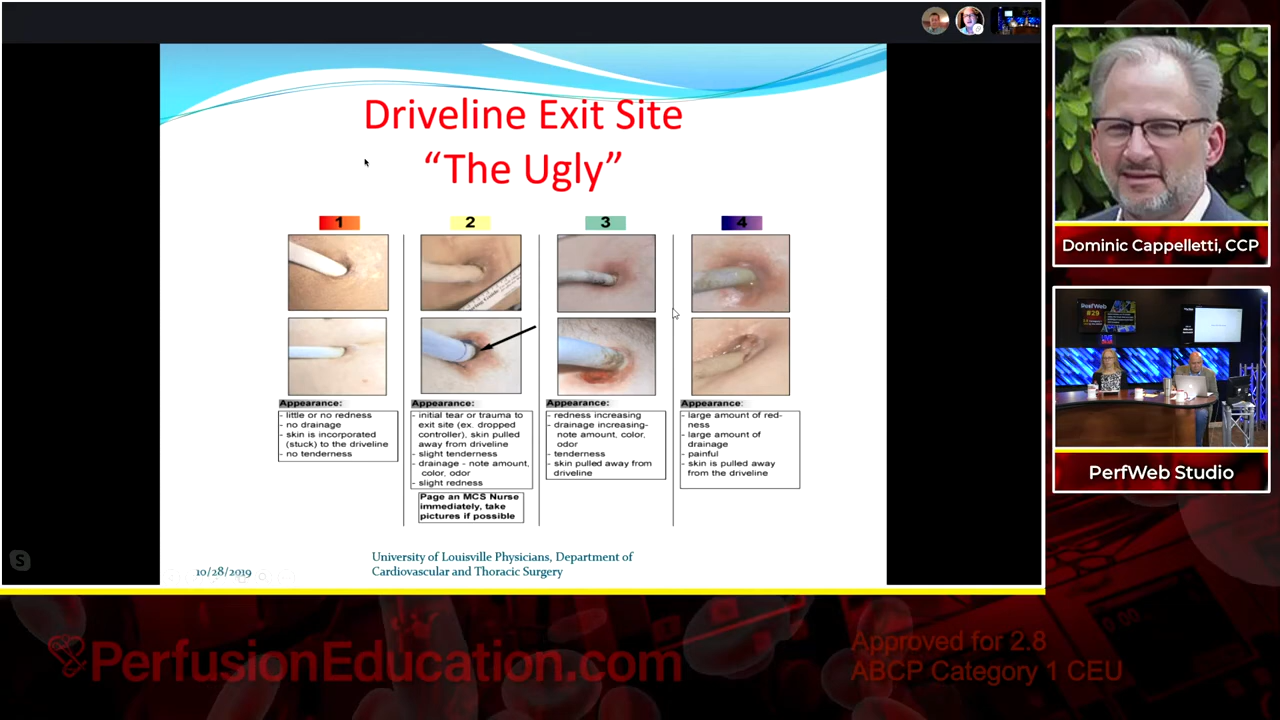 Driveline Exit Site
“The Ugly”
1
2
3
4
Appearance:
- little or no redness
- no drainage
- skin is incorporated
(stuck) to the driveline
- no tenderness
Appearance:
- initial tear or trauma to
exit site (ex. dropped
controller), skin pulled
away from driveline
- slight tenderness
- drainage - note amount,
color, odor
- slight redness
Page an MCS Nurse
immediately, take
pictures if possible
Appearance:
- redness increasing
- drainage increasing-
note amount, color,
odor
- tenderness
- skin pulled away from
driveline
Appearance:
- large amount of red-
ness
- large amount of
drainage
- painful
- skin is pulled away
from the driveline
10/28/2019
University of Louisville Physicians, Department of
Cardiovascular and Thoracic Surgery
S
Dominic Cappelletti, CCP
PerfWeb
#29
PerfWeb Studio
PerfusionEducation.com
Approved for 2.8
ABCP Category 1 CEU